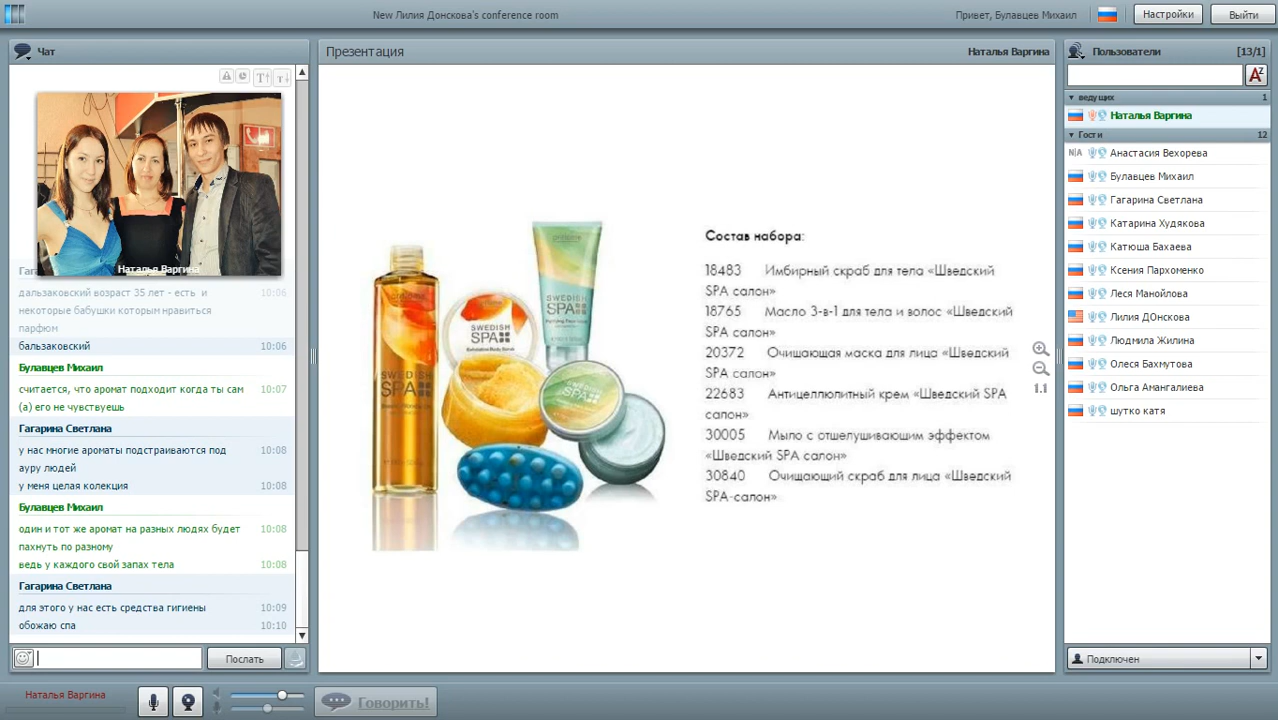 New Лилия Донскова's conference room
Привет, Булавцев Михаил
Настройки
Выйти
Чат
Наталья Варгина
дальзаковский возраст 35 лет - есть и
10:06
некоторые бабушки которым нравиться
парфюм
бальзаковский
10:06
Булавцев Михаил
считается, что аромат подходит когда ты сам
10:07
(а) его не чувствуешь
Гагарина Светлана
у нас многие ароматы подстраиваются под
10:08
ауру людей
у меня целая колекция
10:08
Булавцев Михаил
один и тот же аромат на разных людях будет
10:08
пахнуть по разному
ведь у каждого свой запах тела
10:08
Гагарина Светлана
для этого у нас есть средства гигиены
10:09
обожаю спа
10:10
Послать
Презентация
Наталья Варгина
SWEDISH
SPA
SWEDISH
SPA
SWEDISH
SPA
SPA
Состав набора:
18483 Имбирный скраб для тела «Шведский
SPA салон»
18765 Масло 3-в-1 для тела и волос «Шведский
SPA салон»
20372 Очищающая маска для лица «Шведский
SPA салон»
22683 Антицеллюлитный крем «Шведский SPA
салон»
30005 Мыло с отшелушивающим эффектом
«Шведский SPA салон»
30840 Очищающий скраб для лица «Шведский
SPA-салон»
1.1
Пользователи
[13/1]
ведущих
1
Наталья Варгина
Гости
12
N|A Анастасия Вехорева
Булавцев Михаил
Гагарина Светлана
Катарина Худякова
Катюша Бахаева
Ксения Пархоменко
Леся Манойлова
Лилия ДОнскова
Людмила Жилина
Олеся Бахмутова
Ольга Амангалиева
шутко катя
Подключен
Наталья Варгина
Говорить!